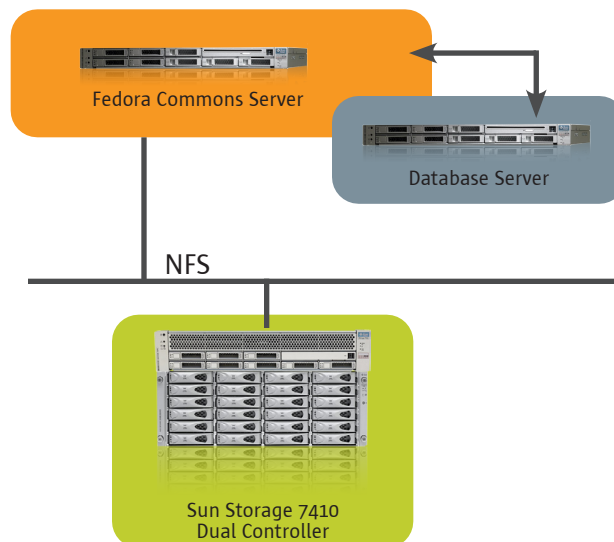 Fedora Commons Server
Database Server
NFS
Sun Storage 7410
Dual Controller